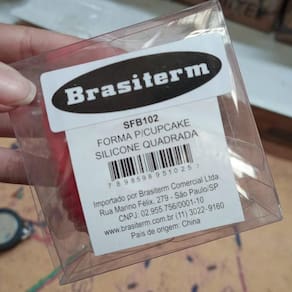 Brasiterm
SFB102
FORMA P/CUPCAKE
SILICONE QUADRADA
Importado por Brasiterm Comercial Ltda.
Rua Marino Félix, 279 - São Paulo/SP
CNPJ: 02.955.756/0001-10
www.brasiterm.com.br (11) 3022-9160
País de origem: China